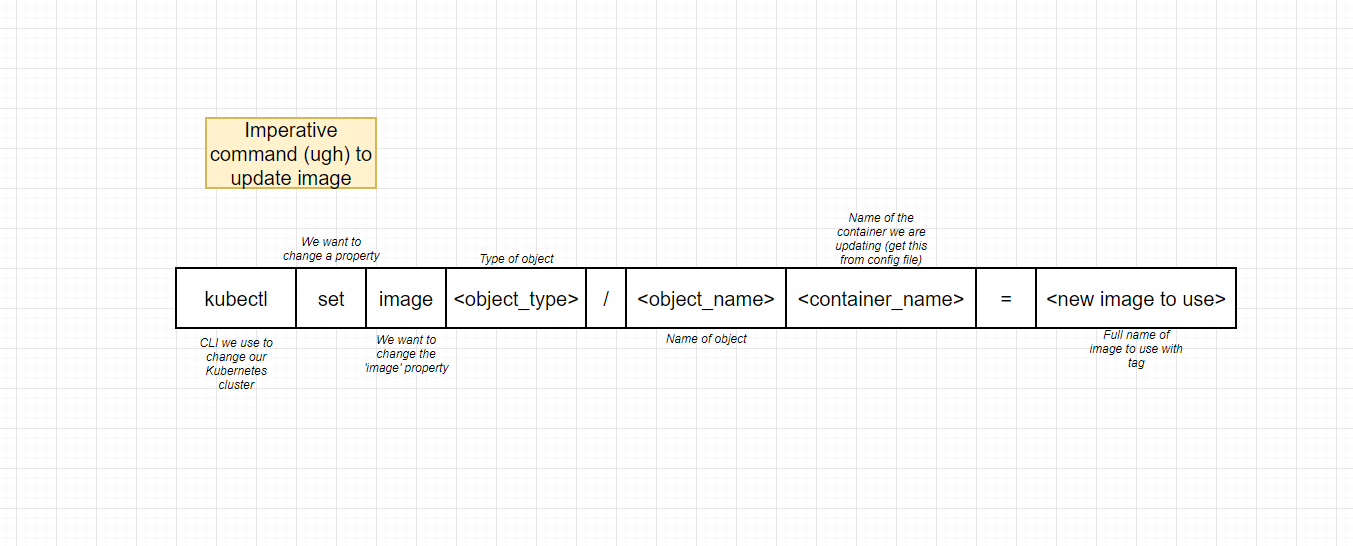 Imperative
command (ugh) to
update image
We want to
change a property
Type of object
Name of the
container we are
updating (get this
from config file)
kubectl set image <object_type> / <object_name> <container_name> = <new image to use>
CLI we use to
change our
Kubernetes
cluster
We want to
change the
'image' property
Name of object
Full name of
image to use with
tag